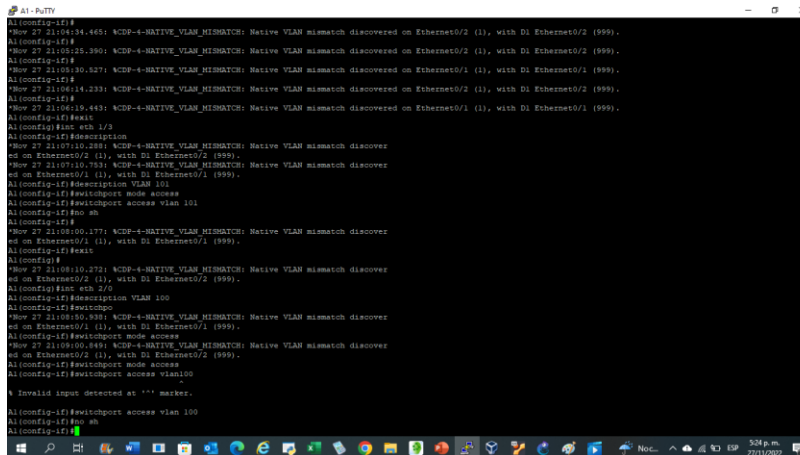 A1 - PuTTY
A1(config-if)#
*Nov 27 21:04:34.465: %CDP-4-NATIVE_VLAN_MISMATCH: Native VLAN mismatch discovered on Ethernet0/2 (1), with D1 Ethernet0/2 (999).
A1(config-if)#
*Nov 27 21:05:25.390: %CDP-4-NATIVE_VLAN_MISMATCH: Native VLAN mismatch discovered on Ethernet0/2 (1), with D1 Ethernet0/2 (999).
A1(config-if)#
*Nov 27 21:05:30.527: %CDP-4-NATIVE_VLAN_MISMATCH: Native VLAN mismatch discovered on Ethernet0/1 (1), with D1 Ethernet0/1 (999).
A1(config-if)#
*Nov 27 21:06:14.233: %CDP-4-NATIVE_VLAN_MISMATCH: Native VLAN mismatch discovered on Ethernet0/2 (1), with D1 Ethernet0/2 (999).
A1(config-if)#
*Nov 27 21:06:19.443: %CDP-4-NATIVE_VLAN_MISMATCH: Native VLAN mismatch discovered on Ethernet0/1 (1), with D1 Ethernet0/1 (999).
A1(config-if)#exit
A1(config)#int eth 1/3
A1(config-if)#description
*Nov 27 21:07:10.288: %CDP-4-NATIVE_VLAN_MISMATCH: Native VLAN mismatch discover
ed on Ethernet0/2 (1), with D1 Ethernet0/2 (999).
*Nov 27 21:07:10.753: %CDP-4-NATIVE_VLAN_MISMATCH: Native VLAN mismatch discover
ed on Ethernet0/1 (1), with D1 Ethernet0/1 (999).
A1(config-if)#description VLAN 101
A1(config-if)#switchport mode access
A1(config-if)#switchport access vlan 101
A1(config-if)#no sh
A1(config-if)#
*Nov 27 21:08:00.177: %CDP-4-NATIVE_VLAN_MISMATCH: Native VLAN mismatch discover
ed on Ethernet0/1 (1), with D1 Ethernet0/1 (999).
A1(config-if)#exit
A1(config)#
*Nov 27 21:08:10.272: %CDP-4-NATIVE_VLAN_MISMATCH: Native VLAN mismatch discover
ed on Ethernet0/2 (1), with D1 Ethernet0/2 (999).
A1(config)#int eth 2/0
A1(config-if)#description VLAN 100
A1(config-if)#switchpo
*Nov 27 21:08:50.938: %CDP-4-NATIVE_VLAN_MISMATCH: Native VLAN mismatch discover
ed on Ethernet0/1 (1), with D1 Ethernet0/1 (999).
A1(config-if)#switchport mode access
*Nov 27 21:09:00.849: %CDP-4-NATIVE_VLAN_MISMATCH: Native VLAN mismatch discover
ed on Ethernet0/2 (1), with D1 Ethernet0/2 (999).
A1(config-if)#switchport mode access
A1(config-if)#switchport access vlan100
^
% Invalid input detected at '^' marker.
A1(config-if)#switchport access vlan 100
A1(config-if)#no sh
A1(config-if)#
Noc... ESP 5:24 p. m.
27/11/2022